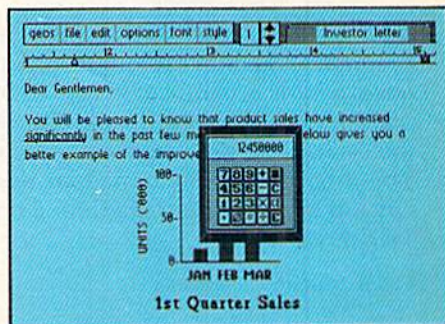 geos file edit options font style 1 Investor letter
12 13 14 15
Dear Gentlemen,
You will be pleased to know that product sales have increased
significantly in the past few m elow gives you a
better example of the improve
12450000
7 8 9 +
4 5 6 - C
1 2 3 ×
. ÷ E
100-
50-
0-
UNITS ('000)
JAN FEB MAR
1st Quarter Sales